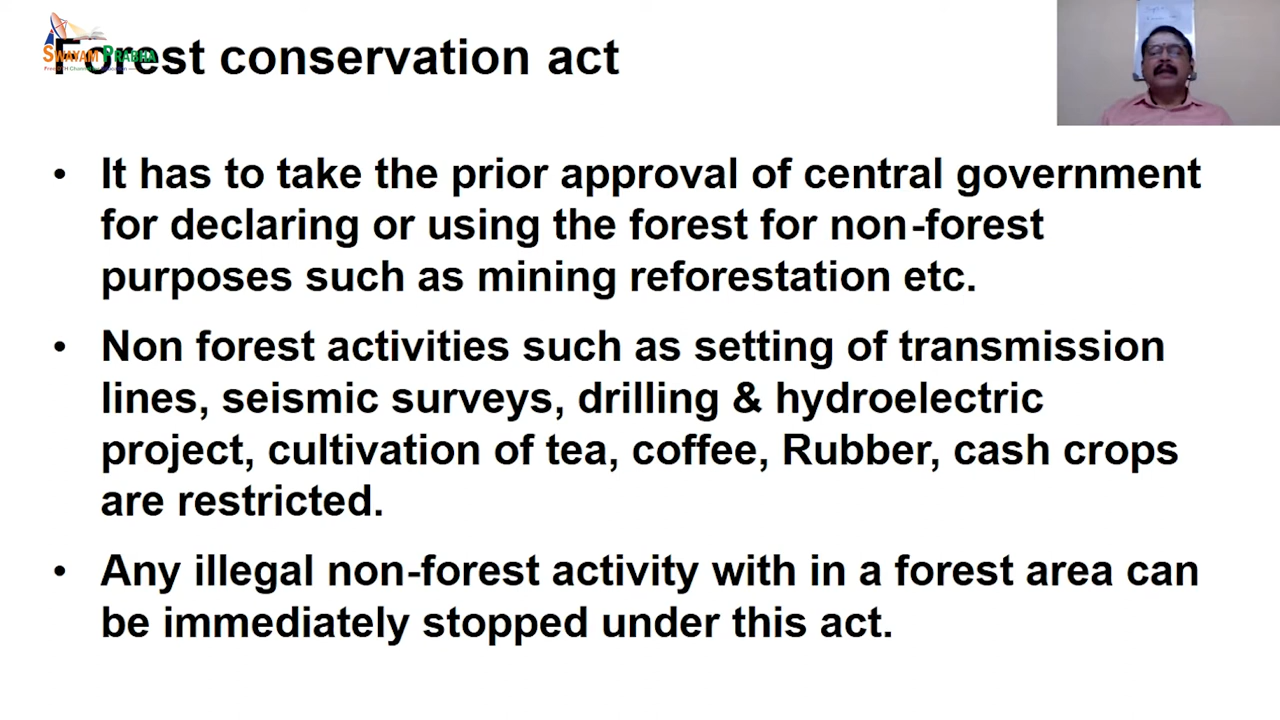 SWAYAM PRABHA
Forest conservation act
• It has to take the prior approval of central government
for declaring or using the forest for non-forest
purposes such as mining reforestation etc.
• Non forest activities such as setting of transmission
lines, seismic surveys, drilling & hydroelectric
project, cultivation of tea, coffee, Rubber, cash crops
are restricted.
• Any illegal non-forest activity with in a forest area can
be immediately stopped under this act.